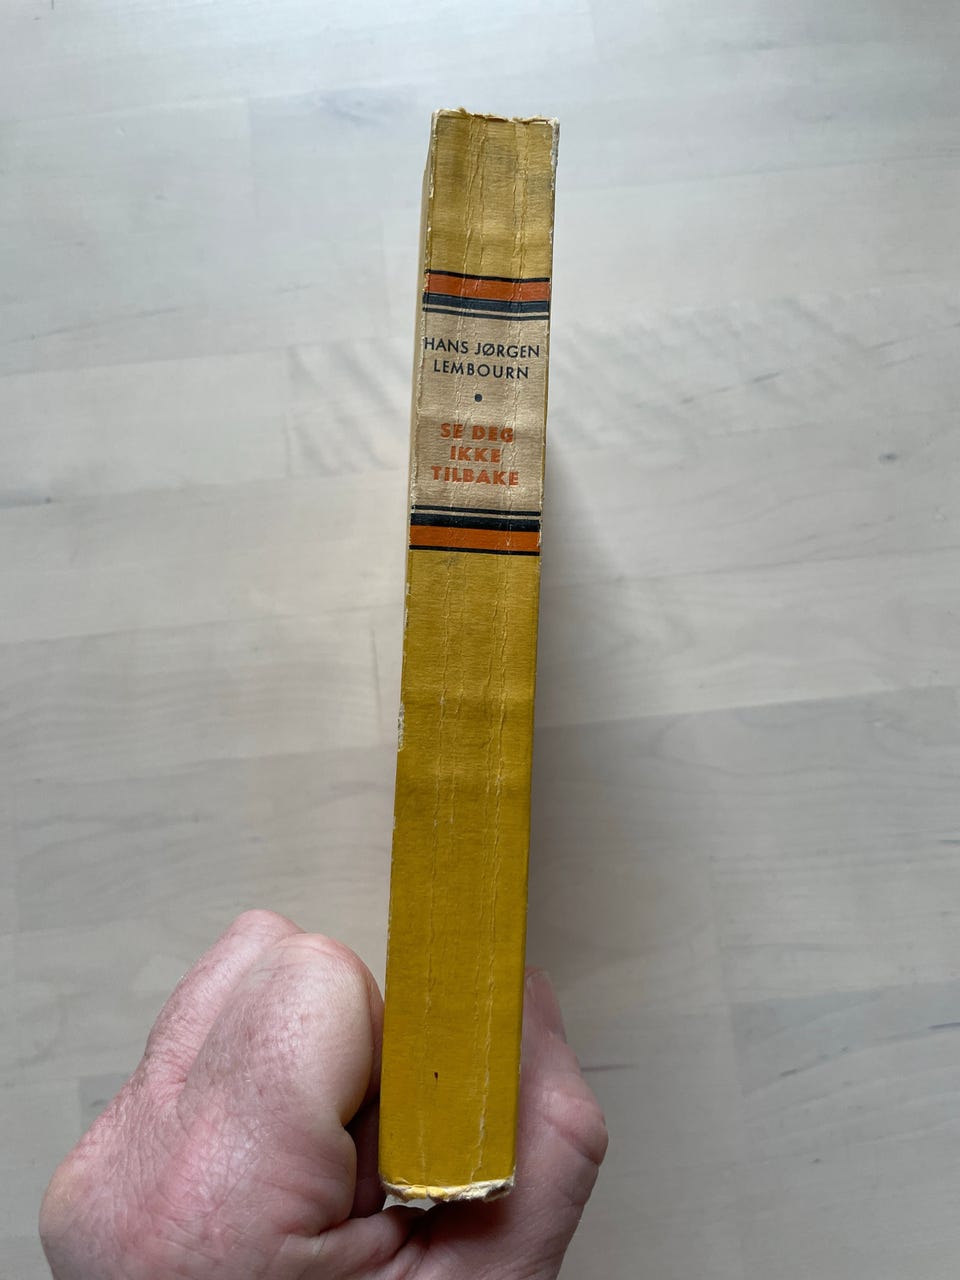 HANS JØRGEN
LEMBOURN
•
SE DEG
IKKE
TILBAKE